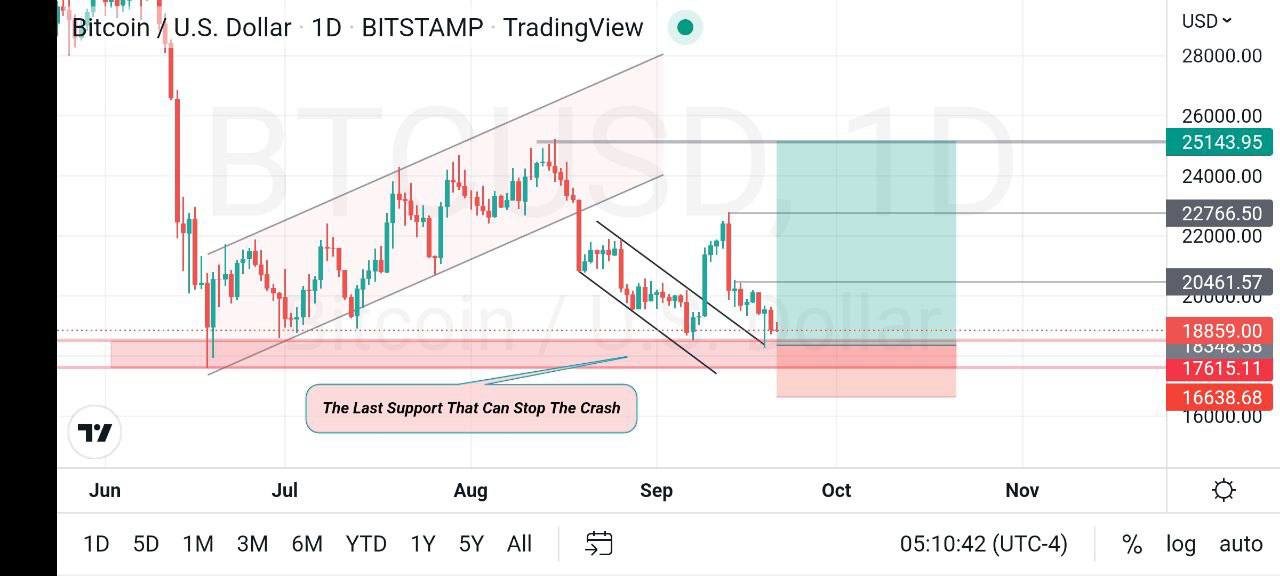 Bitcoin / U.S. Dollar · 1D · BITSTAMP · TradingView
USD
28000.00
26000.00
25143.95
24000.00
22766.50
22000.00
20461.57
20000.00
18859.00
18348.58
17615.11
16638.68
16000.00
BTCUSD, 1D
Bitcoin / U.S. Dollar
The Last Support That Can Stop The Crash
Jun Jul Aug Sep Oct Nov
1D 5D 1M 3M 6M YTD 1Y 5Y All 05:10:42 (UTC-4) % log auto